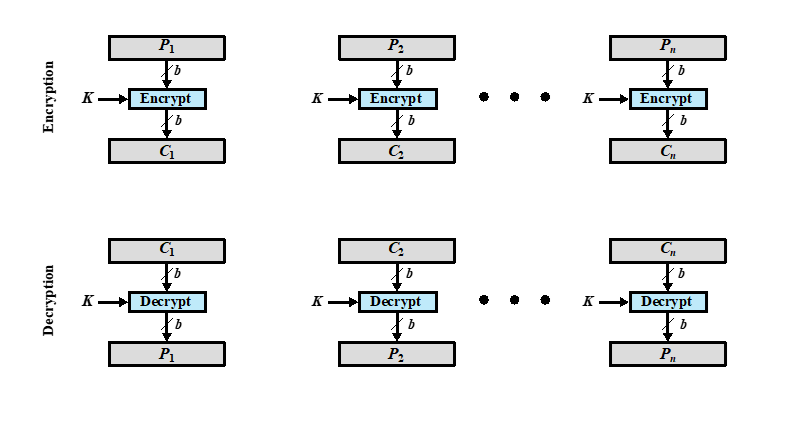 Encryption
P1 P2 Pn
b b b
K Encrypt K Encrypt K Encrypt
b b b
C1 C2 Cn
Decryption
C1 C2 Cn
b b b
K Decrypt K Decrypt K Decrypt
b b b
P1 P2 Pn